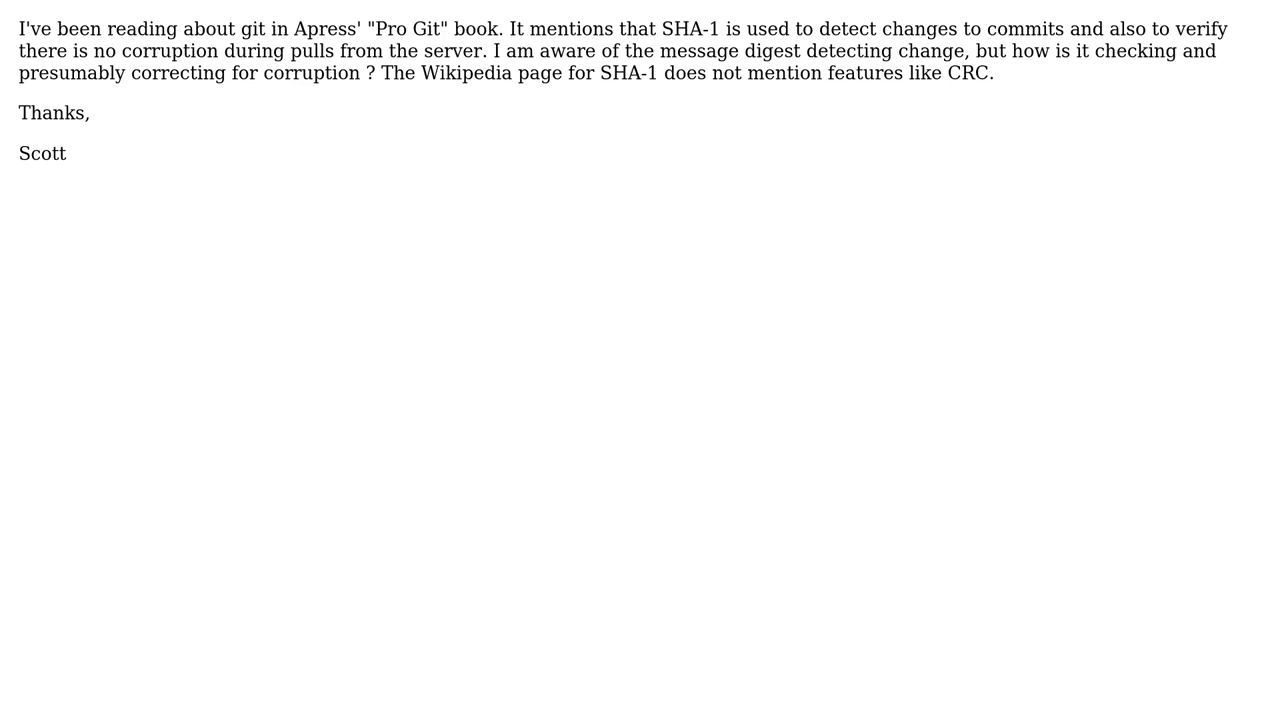 I've been reading about git in Apress' "Pro Git" book. It mentions that SHA-1 is used to detect changes to commits and also to verify
there is no corruption during pulls from the server. I am aware of the message digest detecting change, but how is it checking and
presumably correcting for corruption ? The Wikipedia page for SHA-1 does not mention features like CRC.
Thanks,
Scott